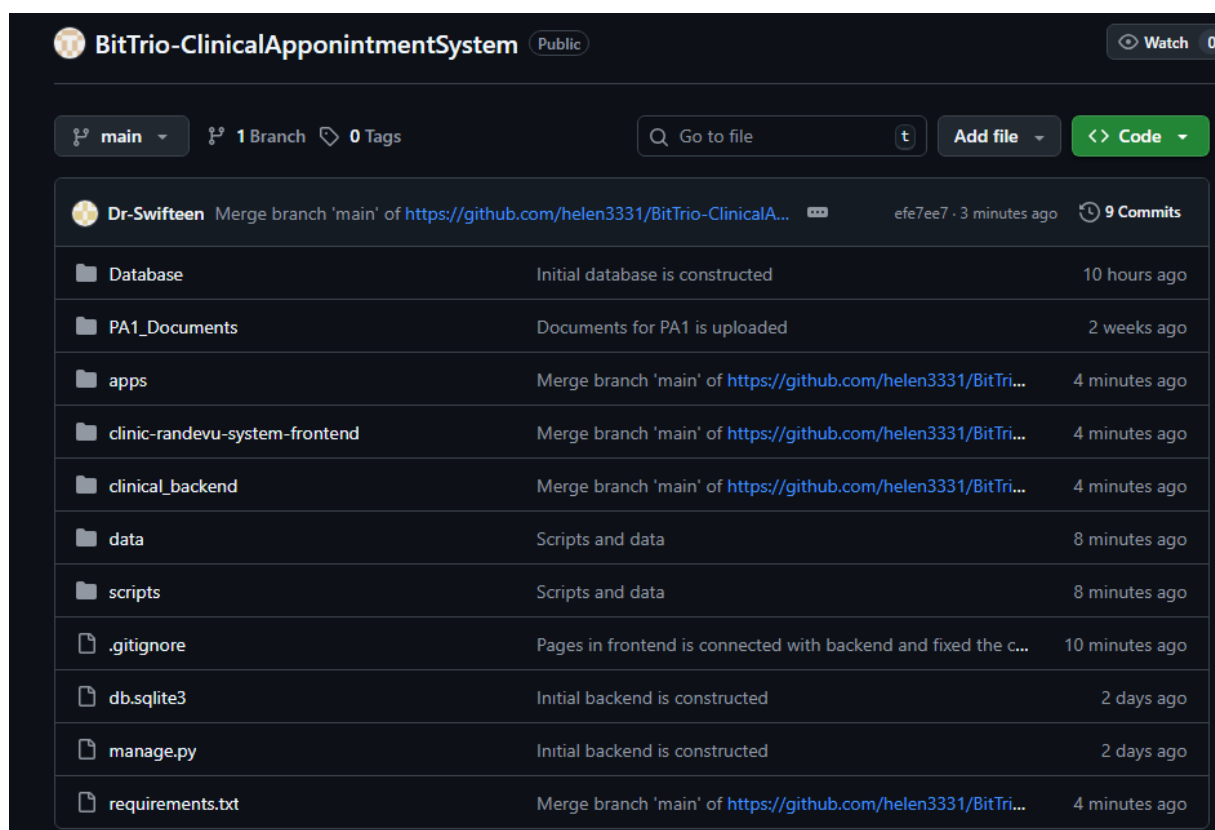 BitTrio-ClinicalApponintmentSystem Public Watch 0
main 1 Branch 0 Tags Go to file t Add file Code
Dr-Swifteen Merge branch 'main' of https://github.com/helen3331/BitTrio-ClinicalA... efe7ee7 · 3 minutes ago 9 Commits
Database Initial database is constructed 10 hours ago
PA1_Documents Documents for PA1 is uploaded 2 weeks ago
apps Merge branch 'main' of https://github.com/helen3331/BitTri... 4 minutes ago
clinic-randevu-system-frontend Merge branch 'main' of https://github.com/helen3331/BitTri... 4 minutes ago
clinical_backend Merge branch 'main' of https://github.com/helen3331/BitTri... 4 minutes ago
data Scripts and data 8 minutes ago
scripts Scripts and data 8 minutes ago
.gitignore Pages in frontend is connected with backend and fixed the c... 10 minutes ago
db.sqlite3 Inıtial backend is constructed 2 days ago
manage.py Inıtial backend is constructed 2 days ago
requirements.txt Merge branch 'main' of https://github.com/helen3331/BitTri... 4 minutes ago